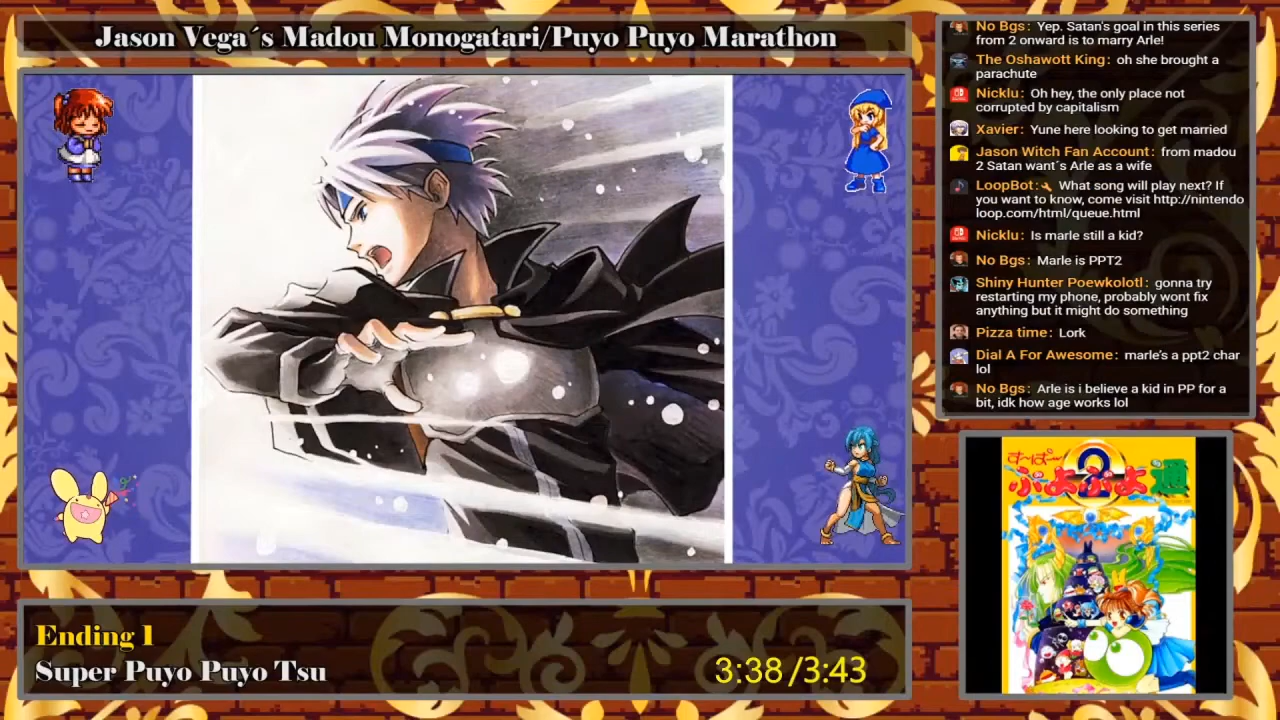 Jason Vega´s Madou Monogatari/Puyo Puyo Marathon
No Bgs: Yep. Satan's goal in this series
from 2 onward is to marry Arle!
The Oshawott King: oh she brought a
parachute
Nicklu: Oh hey, the only place not
corrupted by capitalism
Xavier: Yune here looking to get married
Jason Witch Fan Account: from madou
2 Satan want´s Arle as a wife
LoopBot: What song will play next? If
you want to know, come visit http://nintendo
loop.com/html/queue.html
Nicklu: Is marle still a kid?
No Bgs: Marle is PPT2
Shiny Hunter Poewkolotl: gonna try
restarting my phone, probably wont fix
anything but it might do something
Pizza time: Lork
Dial A For Awesome: marle's a ppt2 char
lol
No Bgs: Arle is i believe a kid in PP for a
bit, idk how age works lol
す〜ぱ〜
ぷよぷよ通
Ending 1
Super Puyo Puyo Tsu
3:38 /3:43